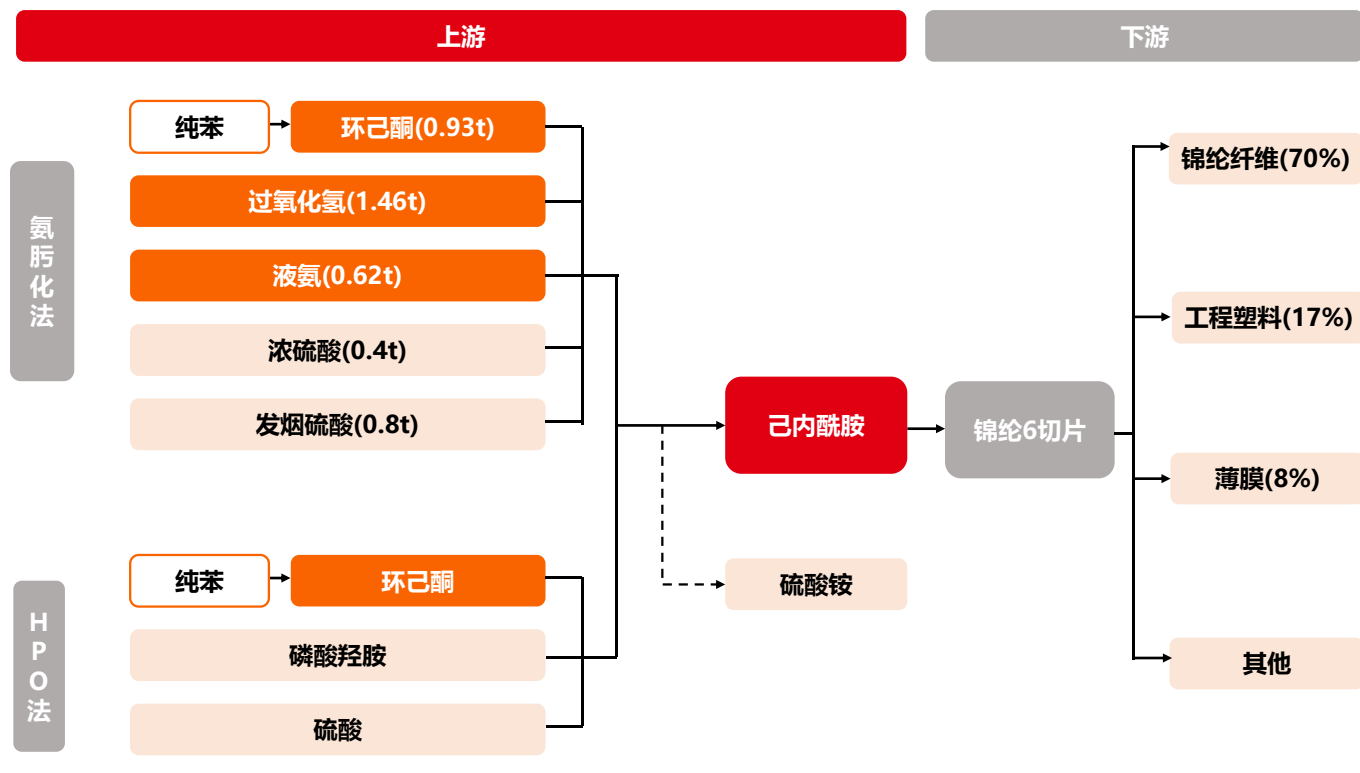 上游
下游
氨肟化法
纯苯
环己酮(0.93t)
过氧化氢(1.46t)
液氨(0.62t)
浓硫酸(0.4t)
发烟硫酸(0.8t)
HPO法
纯苯
环己酮
磷酸羟胺
硫酸
己内酰胺
硫酸铵
锦纶6切片
锦纶纤维(70%)
工程塑料(17%)
薄膜(8%)
其他